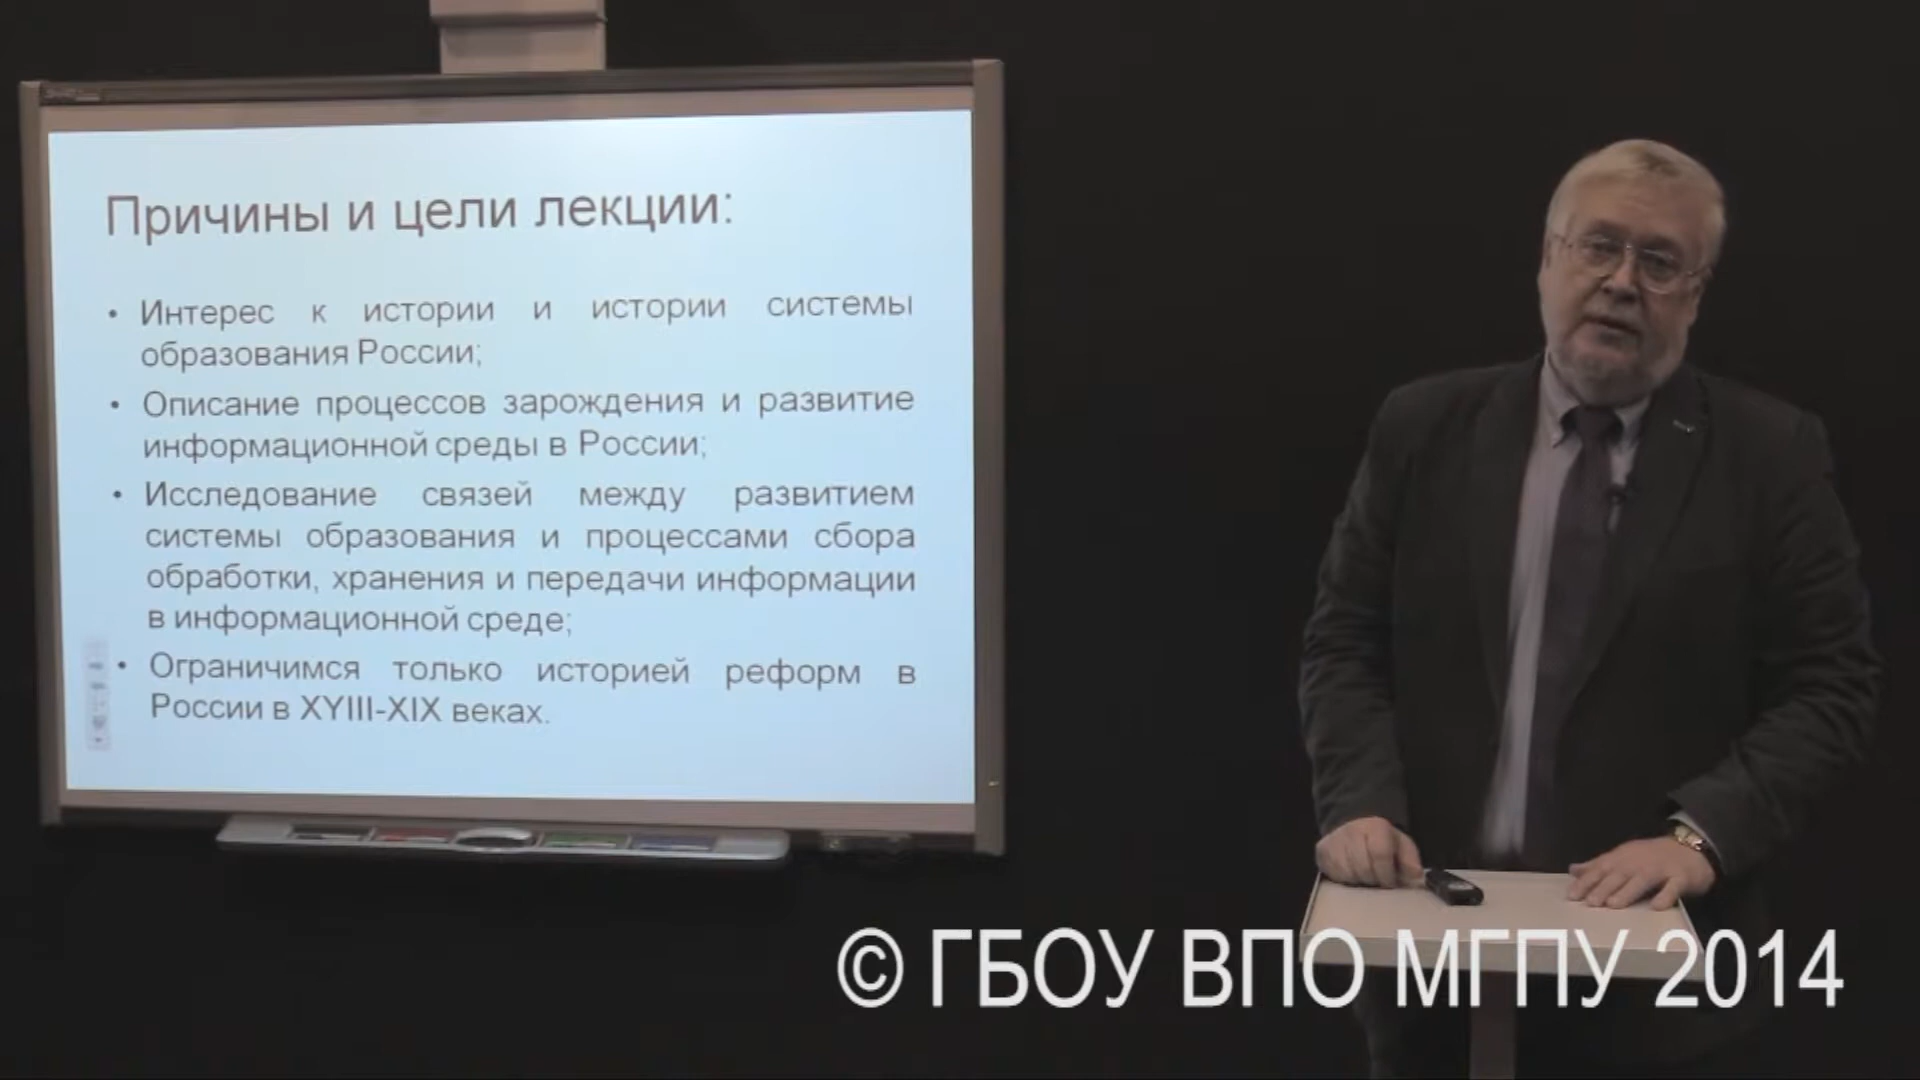 Причины и цели лекции:
• Интерес к истории и истории системы
образования России;
• Описание процессов зарождения и развитие
информационной среды в России;
• Исследование связей между развитием
системы образования и процессами сбора
обработки, хранения и передачи информации
в информационной среде;
• Ограничимся только историей реформ в
России в XYIII-XIX веках.
© ГБОУ ВПО МГПУ 2014